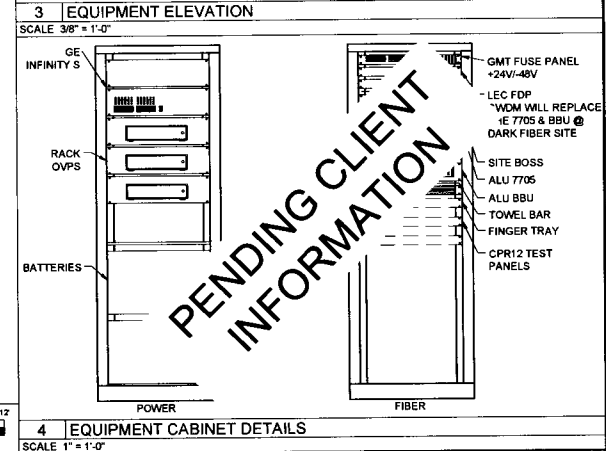 3 EQUIPMENT ELEVATION
SCALE 3/8" = 1'-0"
GE
INFINITY S
RACK
OVPS
BATTERIES
POWER
PENDING CLIENT
INFORMATION
GMT FUSE PANEL
+24V/-48V
LEC FDP
WDM WILL REPLACE
7705 & BBU @
DARK FIBER SITE
SITE BOSS
ALU 7705
ALU BBU
TOWEL BAR
FINGER TRAY
CPR12 TEST
PANELS
FIBER
12'
4 EQUIPMENT CABINET DETAILS
SCALE 1" = 1'-0"